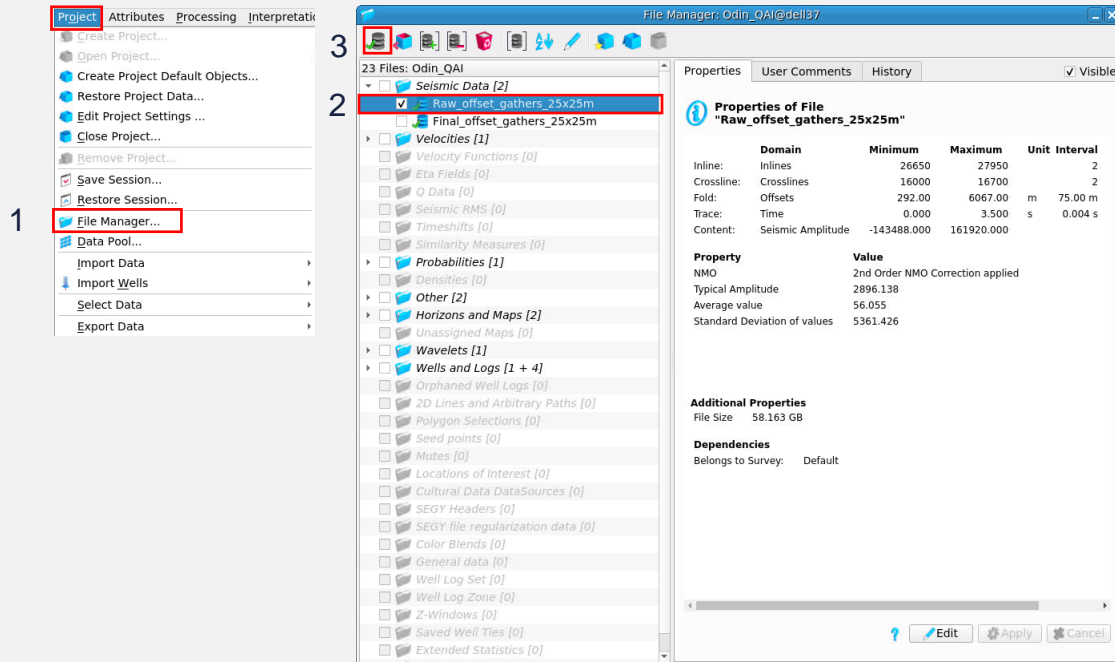 1
Project Attributes Processing Interpretatio
Create Project...
Open Project...
Create Project Default Objects...
Restore Project Data...
Edit Project Settings ...
Close Project...
Remove Project...
Save Session...
Restore Session...
File Manager...
Data Pool...
Import Data
Import Wells
Select Data
Export Data
File Manager: Odin_QAI@dell37
3
2
23 Files: Odin_QAI
Seismic Data [2]
Raw_offset_gathers_25x25m
Final_offset_gathers_25x25m
Velocities [1]
Velocity Functions [0]
Eta Fields [0]
Q Data [0]
Seismic RMS [0]
Timeshifts [0]
Similarity Measures [0]
Probabilities [1]
Densities [0]
Other [2]
Horizons and Maps [2]
Unassigned Maps [0]
Wavelets [1]
Wells and Logs [1 + 4]
Orphaned Well Logs [0]
2D Lines and Arbitrary Paths [0]
Polygon Selections [0]
Seed points [0]
Mutes [0]
Locations of Interest [0]
Cultural Data DataSources [0]
SEGY Headers [0]
SEGY file regularization data [0]
Color Blends [0]
General data [0]
Well Log Set [0]
Well Log Zone [0]
Z-Windows [0]
Saved Well Ties [0]
Extended Statistics [0]
Properties User Comments History Visible
Properties of File
"Raw_offset_gathers_25x25m"
Domain Minimum Maximum Unit Interval
Inline: Inlines 26650 27950 2
Crossline: Crosslines 16000 16700 2
Fold: Offsets 292.00 6067.00 m 75.00 m
Trace: Time 0.000 3.500 s 0.004 s
Content: Seismic Amplitude -143488.000 161920.000
Property Value
NMO 2nd Order NMO Correction applied
Typical Amplitude 2896.138
Average value 56.055
Standard Deviation of values 5361.426
Additional Properties
File Size 58.163 GB
Dependencies
Belongs to Survey: Default
? Edit Apply Cancel